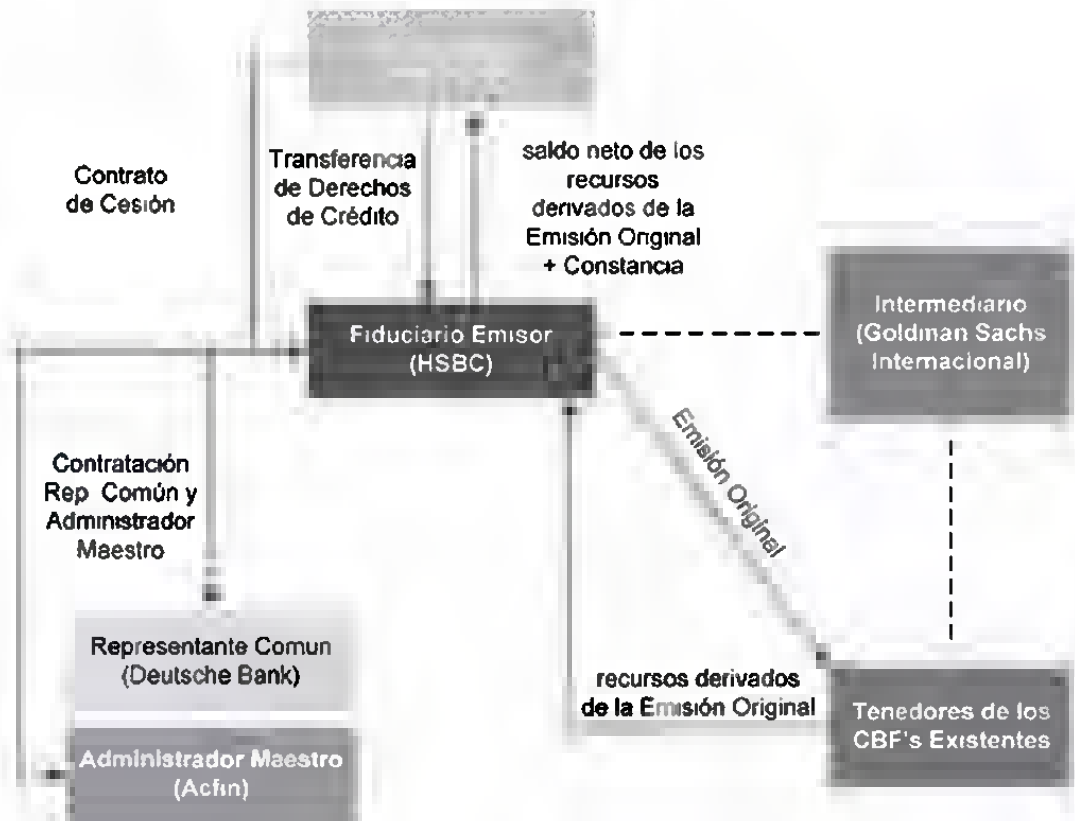 Contrato
de Cesión
Transferencia
de Derechos
de Crédito
saldo neto de los
recursos
derivados de la
Emisión Original
+ Constancia
Fiduciario Emisor
(HSBC)
Intermediario
(Goldman Sachs
Internacional)
Emisión Original
Contratación
Rep Común y
Administrador
Maestro
Representante Comun
(Deutsche Bank)
recursos derivados
de la Emisión Original
Tenedores de los
CBF's Existentes
Administrador Maestro
(Acfin)